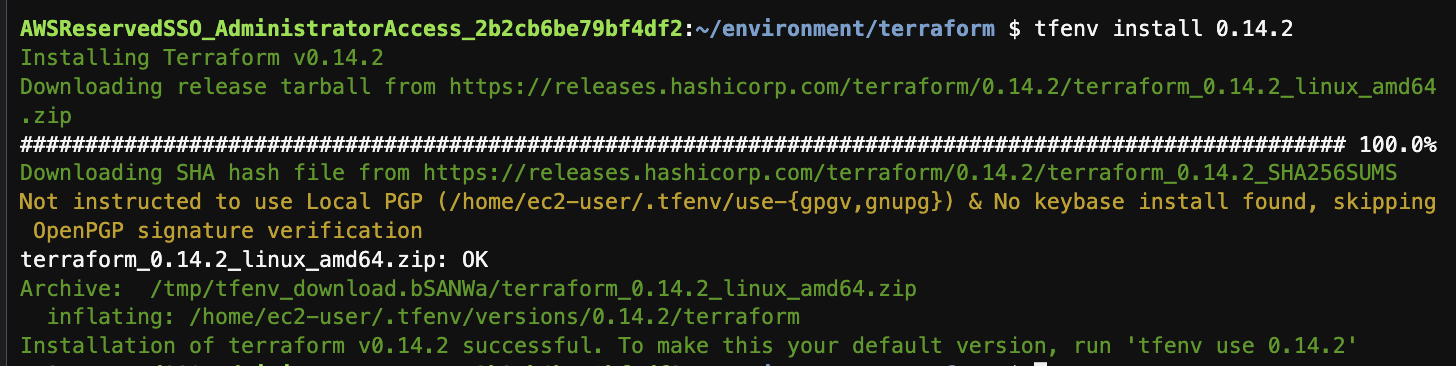 AWSReservedSSO_AdministratorAccess_2b2cb6be79bf4df2:~/environment/terraform $ tfenv install 0.14.2
Installing Terraform v0.14.2
Downloading release tarball from https://releases.hashicorp.com/terraform/0.14.2/terraform_0.14.2_linux_amd64
.zip
###################################################################################################### 100.0%
Downloading SHA hash file from https://releases.hashicorp.com/terraform/0.14.2/terraform_0.14.2_SHA256SUMS
Not instructed to use Local PGP (/home/ec2-user/.tfenv/use-{gpgv,gnupg}) & No keybase install found, skipping
OpenPGP signature verification
terraform_0.14.2_linux_amd64.zip: OK
Archive:  /tmp/tfenv_download.bSANWa/terraform_0.14.2_linux_amd64.zip
  inflating: /home/ec2-user/.tfenv/versions/0.14.2/terraform
Installation of terraform v0.14.2 successful. To make this your default version, run 'tfenv use 0.14.2'